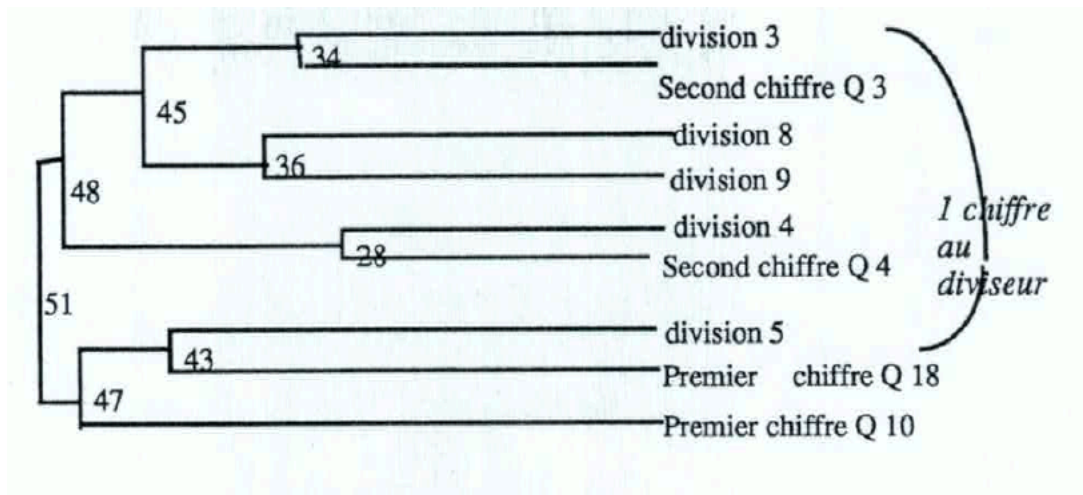 division 3
34
Second chiffre Q 3
45
division 8
36
division 9
48
1 chiffre
au
diviseur
division 4
28
Second chiffre Q 4
51
division 5
43
Premier chiffre Q 18
47
Premier chiffre Q 10